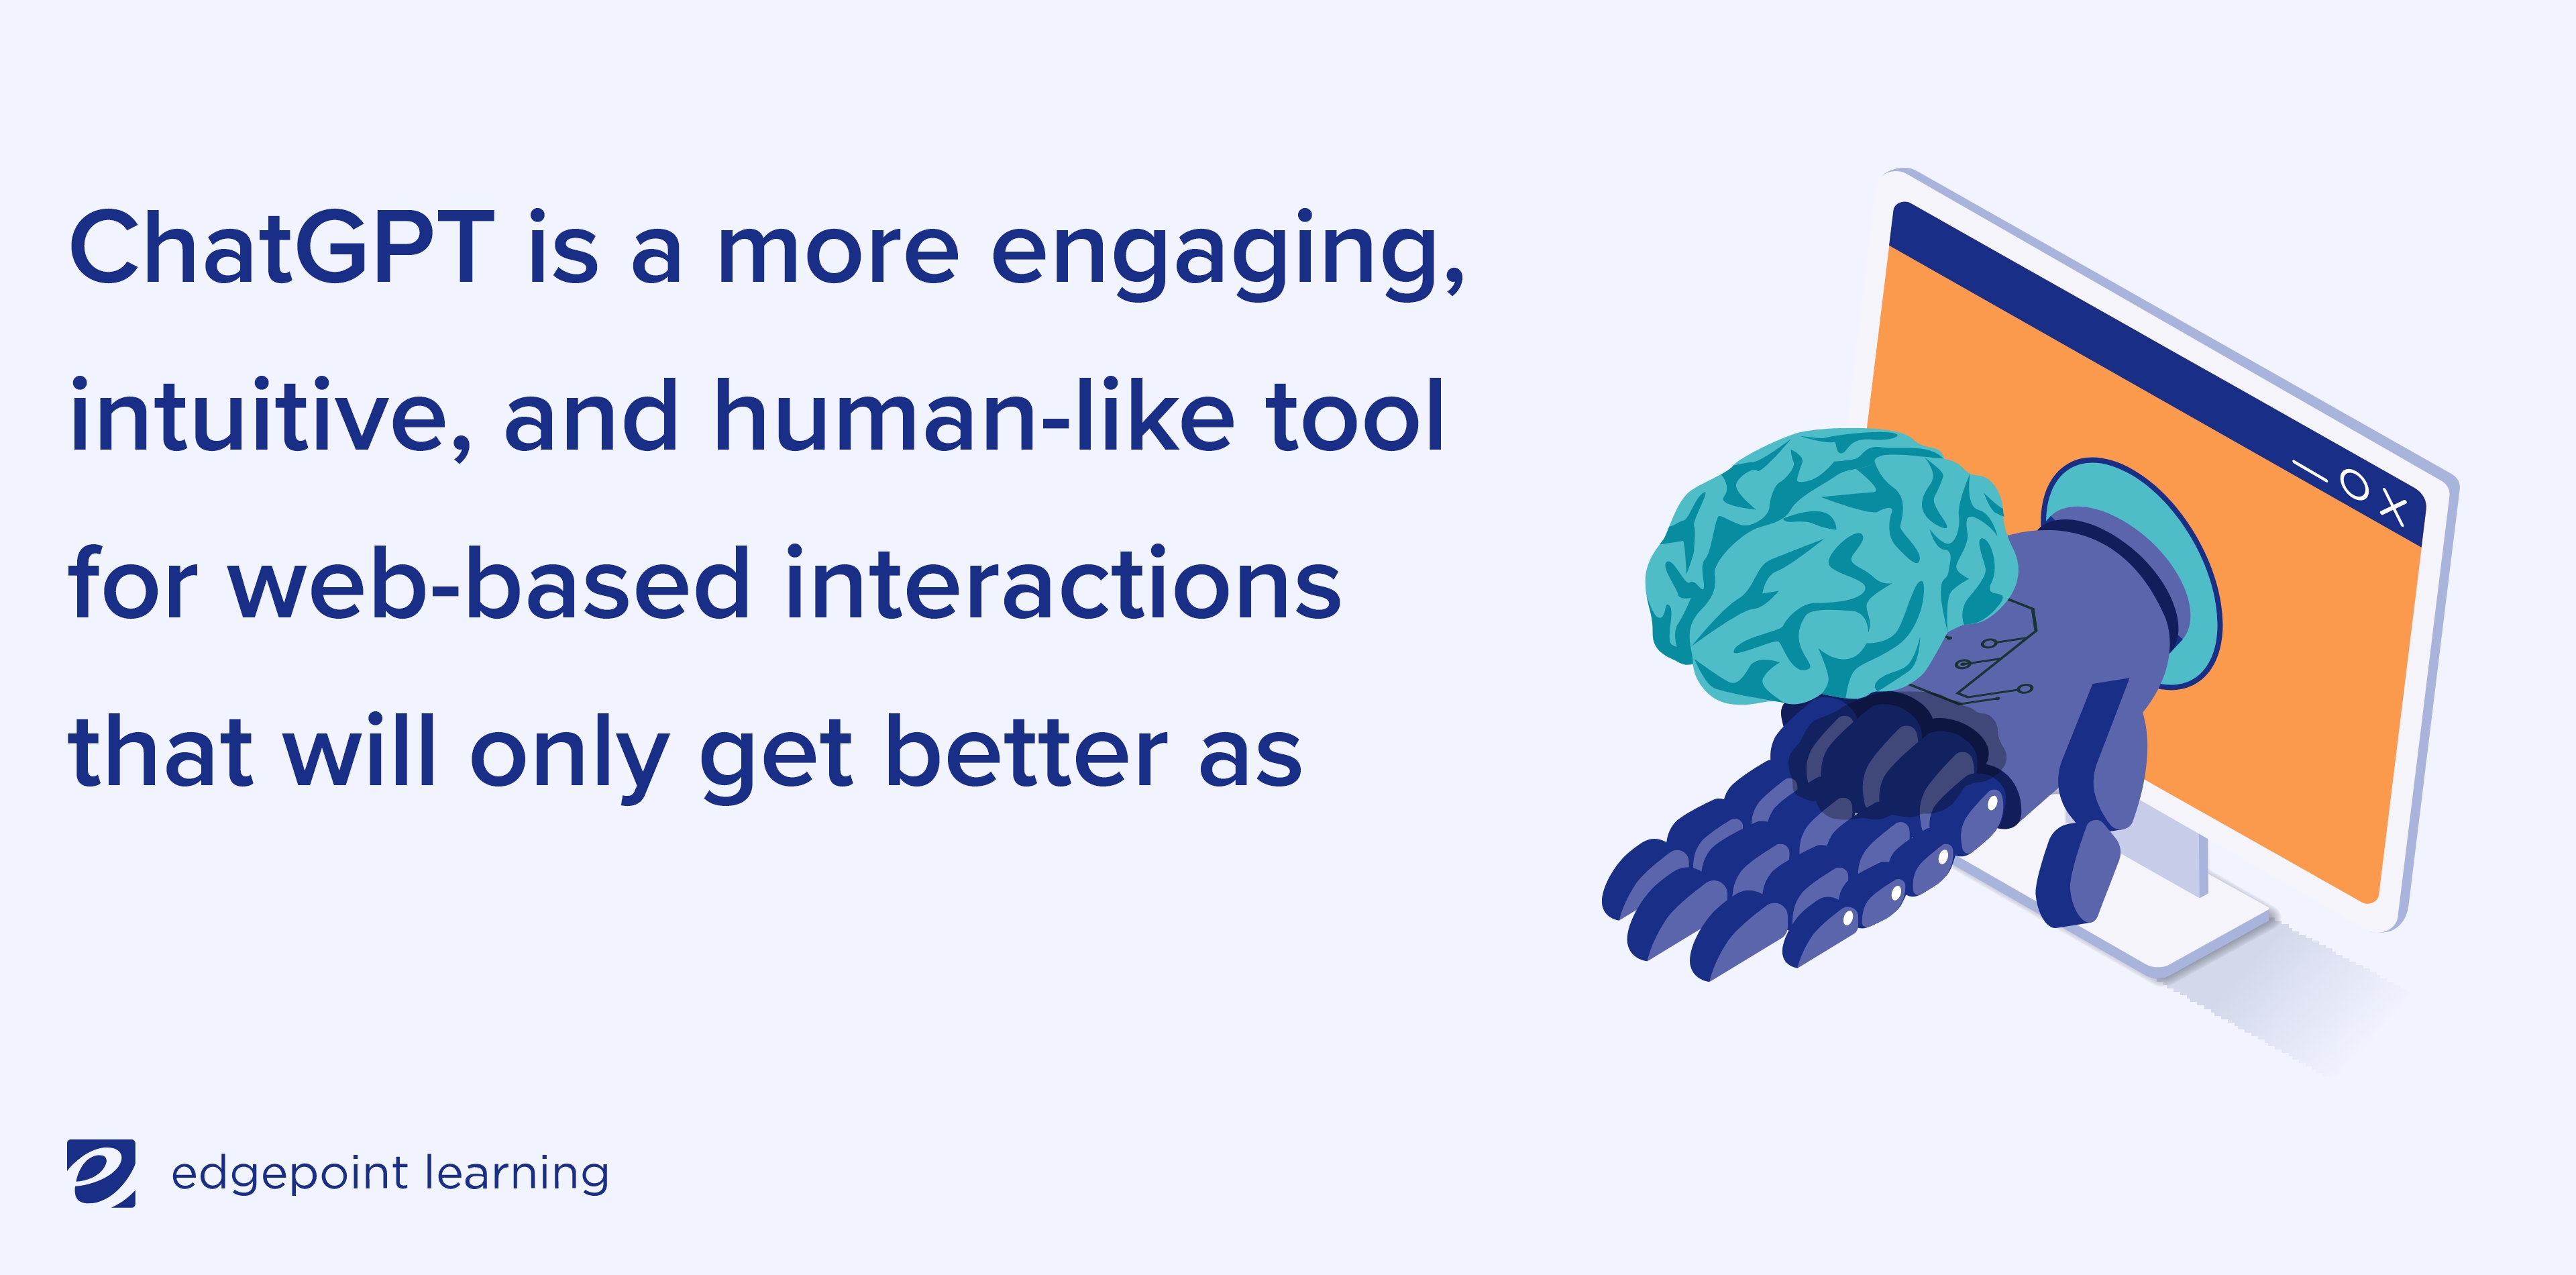 ChatGPT is a more engaging,
intuitive, and human-like tool
for web-based interactions
that will only get better as
edgepoint learning